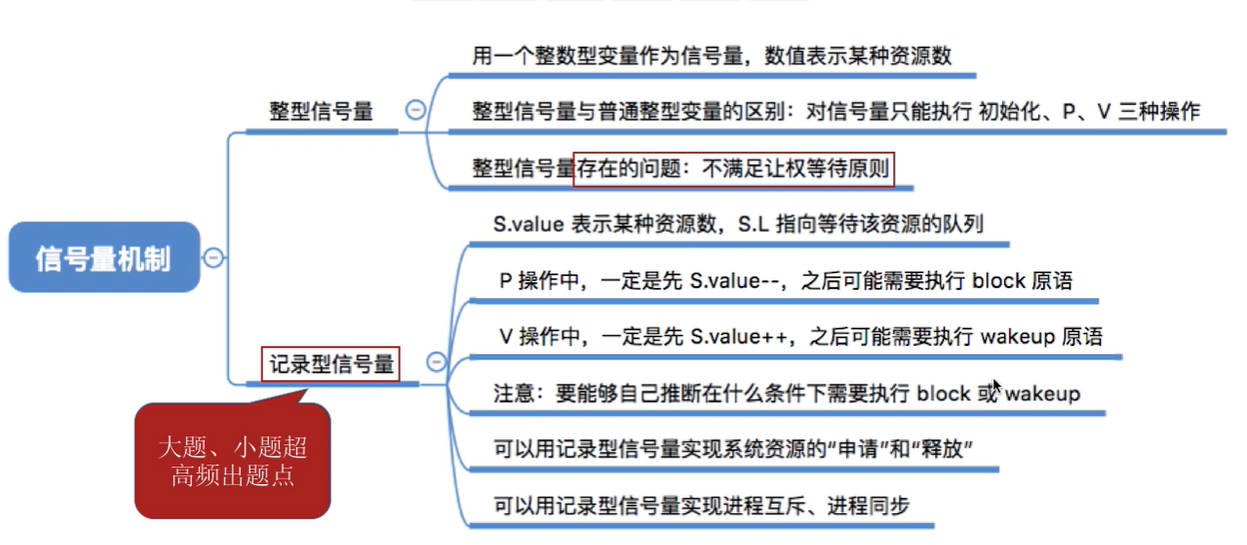 用一个整数型变量作为信号量，数值表示某种资源数
整型信号量
整型信号量与普通整型变量的区别：对信号量只能执行 初始化、P、V 三种操作
整型信号量存在的问题：不满足让权等待原则
信号量机制
S.value 表示某种资源数，S.L 指向等待该资源的队列
P 操作中，一定是先 S.value--，之后可能需要执行 block 原语
V 操作中，一定是先 S.value++，之后可能需要执行 wakeup 原语
记录型信号量
注意：要能够自己推断在什么条件下需要执行 block 或 wakeup
可以用记录型信号量实现系统资源的“申请”和“释放”
可以用记录型信号量实现进程互斥、进程同步
大题、小题超
高频出题点